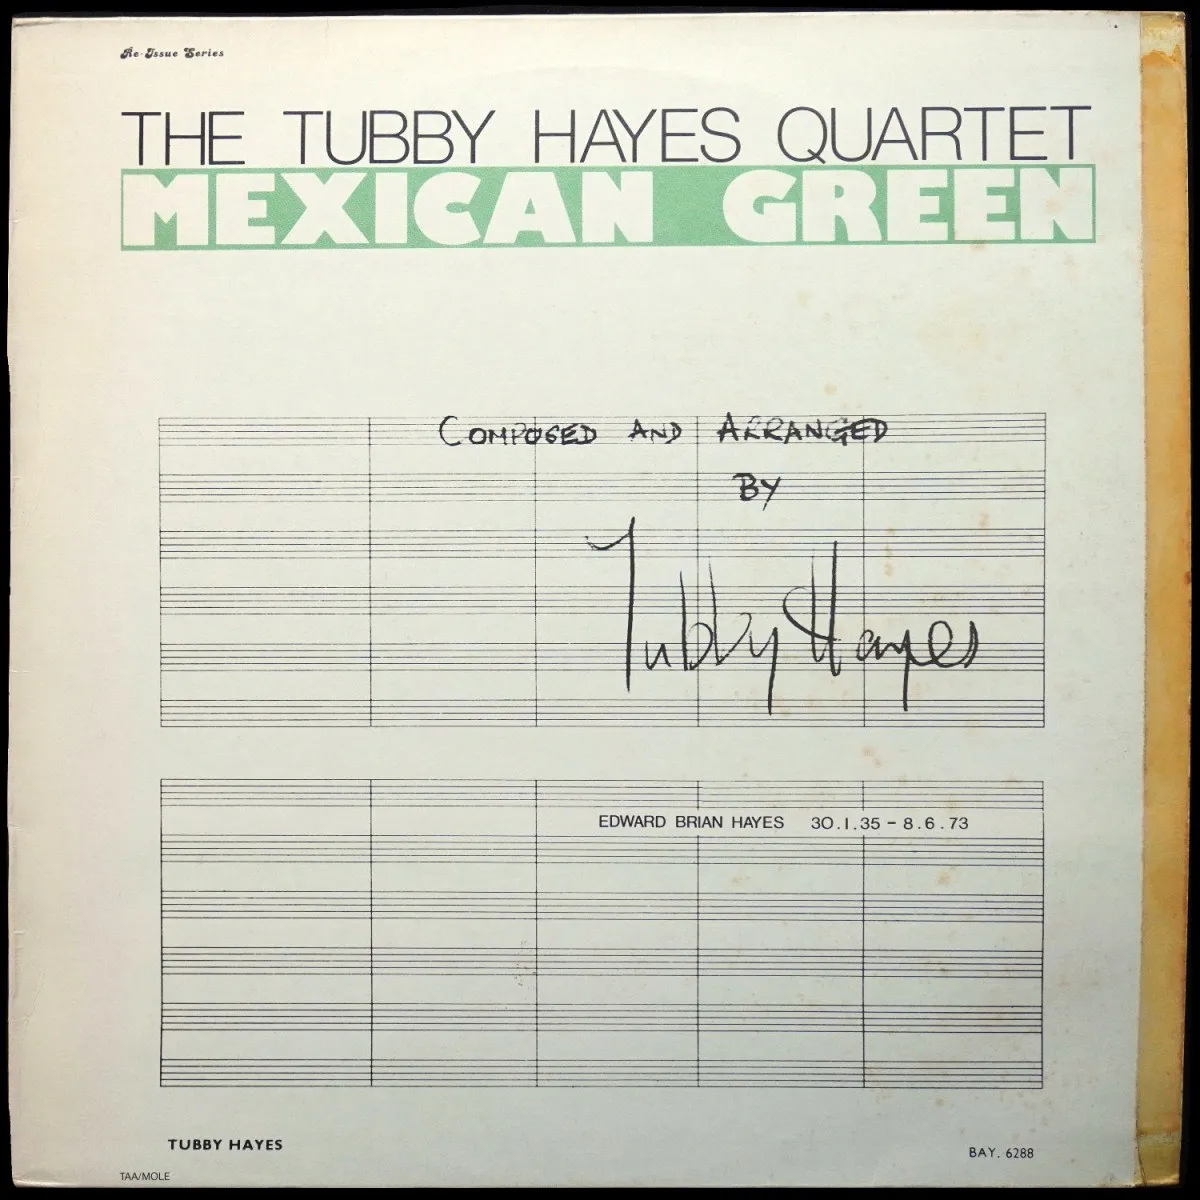 Re-Issue Series
THE TUBBY HAYES QUARTET
MEXICAN GREEN
COMPOSED AND ARRANGED
BY
Tubby Hayes
EDWARD BRIAN HAYES 30.1.35 - 8.6.73
TUBBY HAYES
BAY. 6288
TAA/MOLE